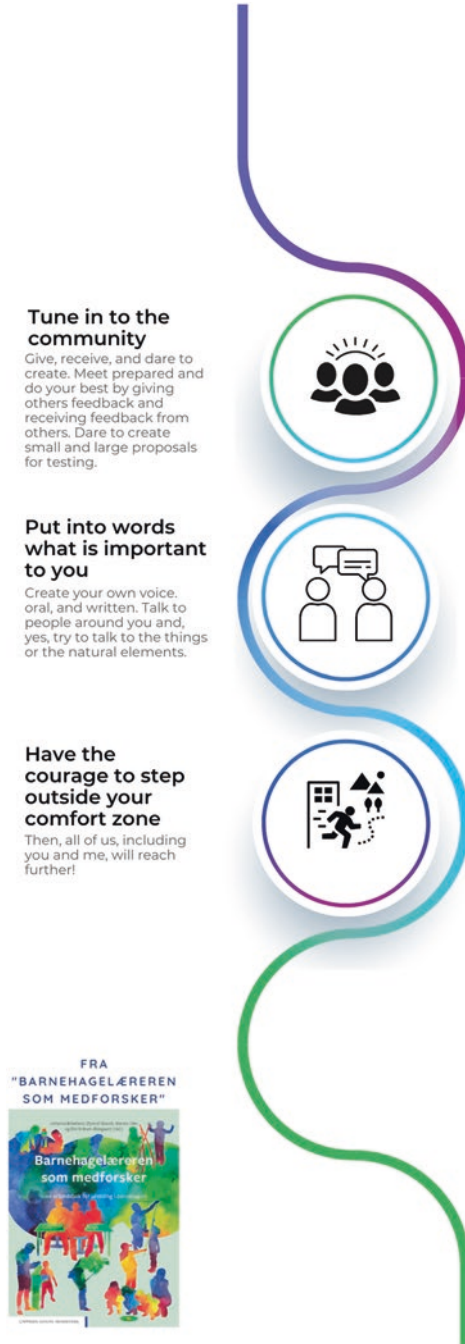 Tune in to the
community
Give, receive, and dare to
create. Meet prepared and
do your best by giving
others feedback and
receiving feedback from
others. Dare to create
small and large proposals
for testing.
Put into words
what is important
to you
Create your own voice.
oral, and written. Talk to
people around you and,
yes, try to talk to the things
or the natural elements.
Have the
courage to step
outside your
comfort zone
Then, all of us, including
you and me, will reach
further!
FRA
"BARNEHAGELÆREREN
SOM MEDFORSKER"
Barnehagelæreren
som medforsker